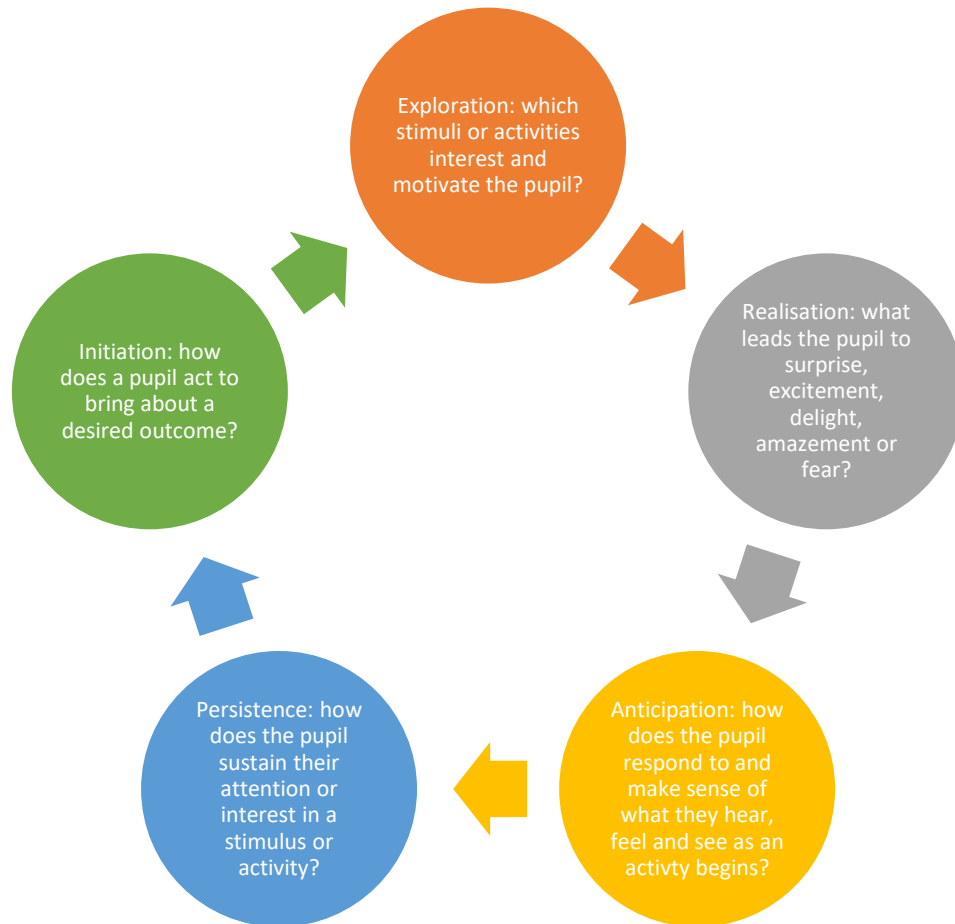 Exploration: which
stimuli or activities
interest and
motivate the pupil?
Realisation: what
leads the pupil to
surprise,
excitement,
delight,
amazement or
fear?
Anticipation: how
does the pupil
respond to and
make sense of
what they hear,
feel and see as an
activty begins?
Persistence: how
does the pupil
sustain their
attention or
interest in a
stimulus or
activity?
Initiation: how
does a pupil act to
bring about a
desired outcome?